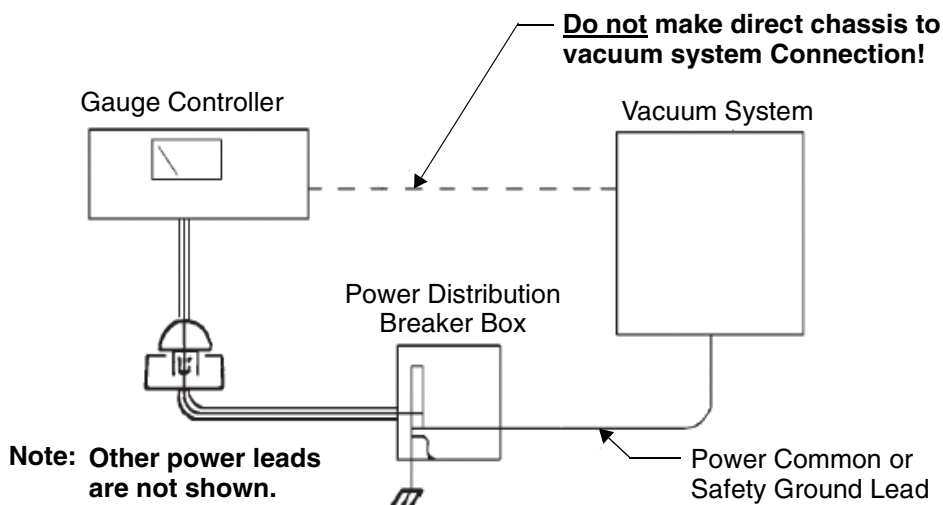 Do not make direct chassis to
vacuum system Connection!
Gauge Controller
Vacuum System
Power Distribution
Breaker Box
Note: Other power leads
are not shown.
Power Common or
Safety Ground Lead